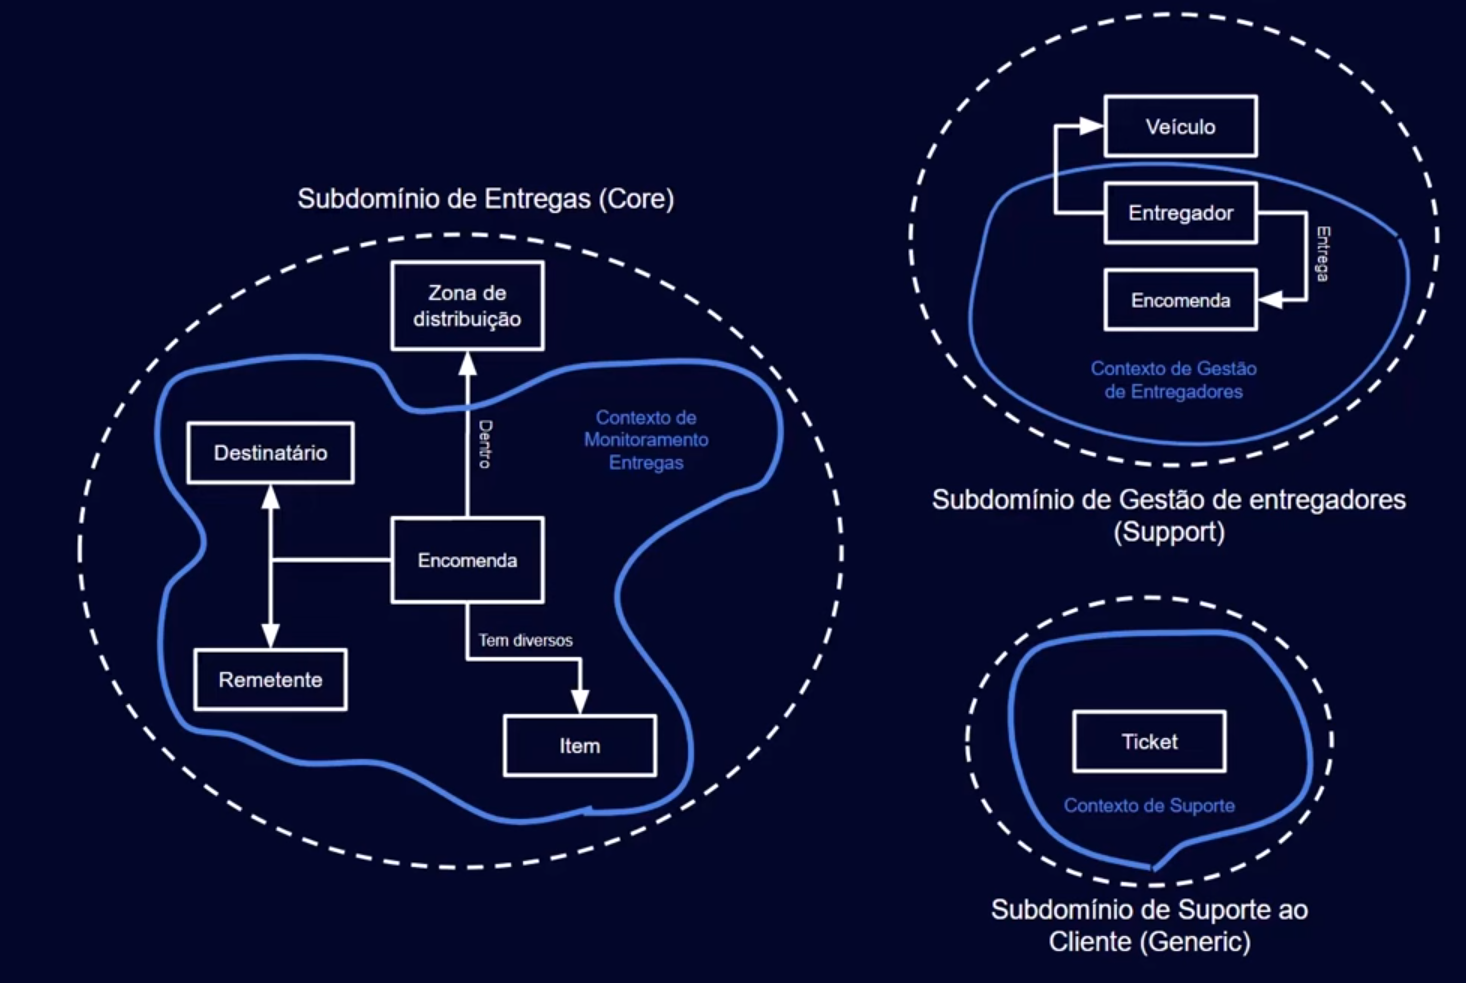 Subdomínio de Entregas (Core)
Zona de
distribuição
Contexto de
Monitoramento
Entregas
Dentro
Destinatário
Encomenda
Tem diversos
Remetente
Item
Veículo
Entregador
Entrega
Encomenda
Contexto de Gestão
de Entregadores
Subdomínio de Gestão de entregadores
(Support)
Ticket
Contexto de Suporte
Subdomínio de Suporte ao
Cliente (Generic)